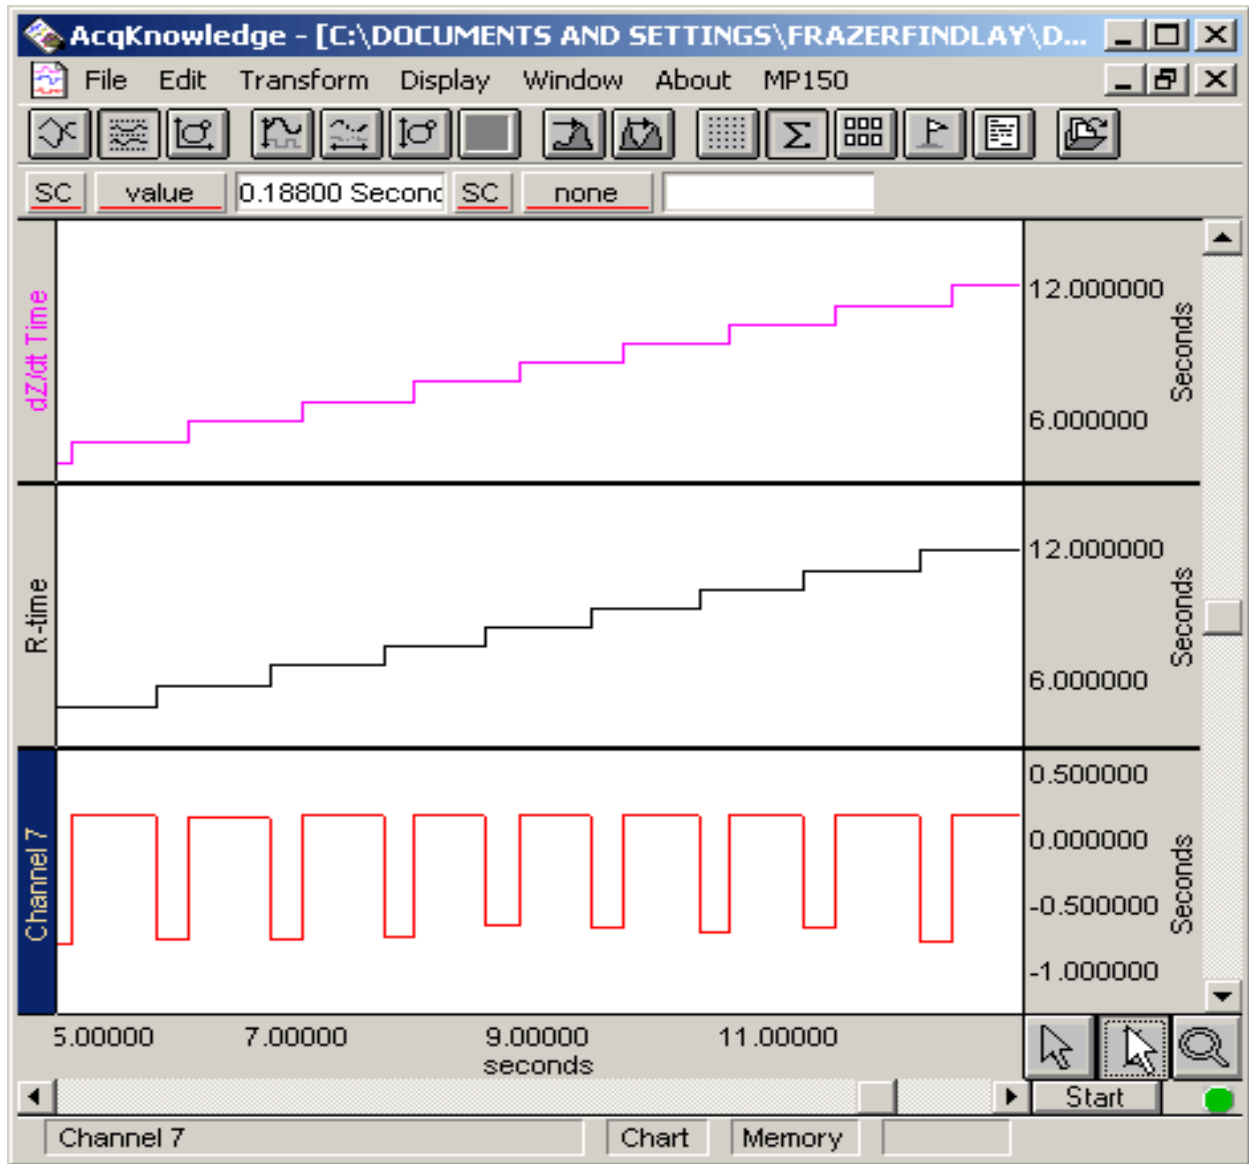 AcqKnowledge - [C:\DOCUMENTS AND SETTINGS\FRAZERFINDLAY\D...
File Edit Transform Display Window About MP150
SC value 0.18800 Second SC none
dZ/dt Time
12.000000
6.000000
Seconds
R-time
12.000000
6.000000
Seconds
Channel 7
0.500000
0.000000
-0.500000
-1.000000
Seconds
5.00000 7.00000 9.00000 11.00000
seconds
Start
Channel 7 Chart Memory